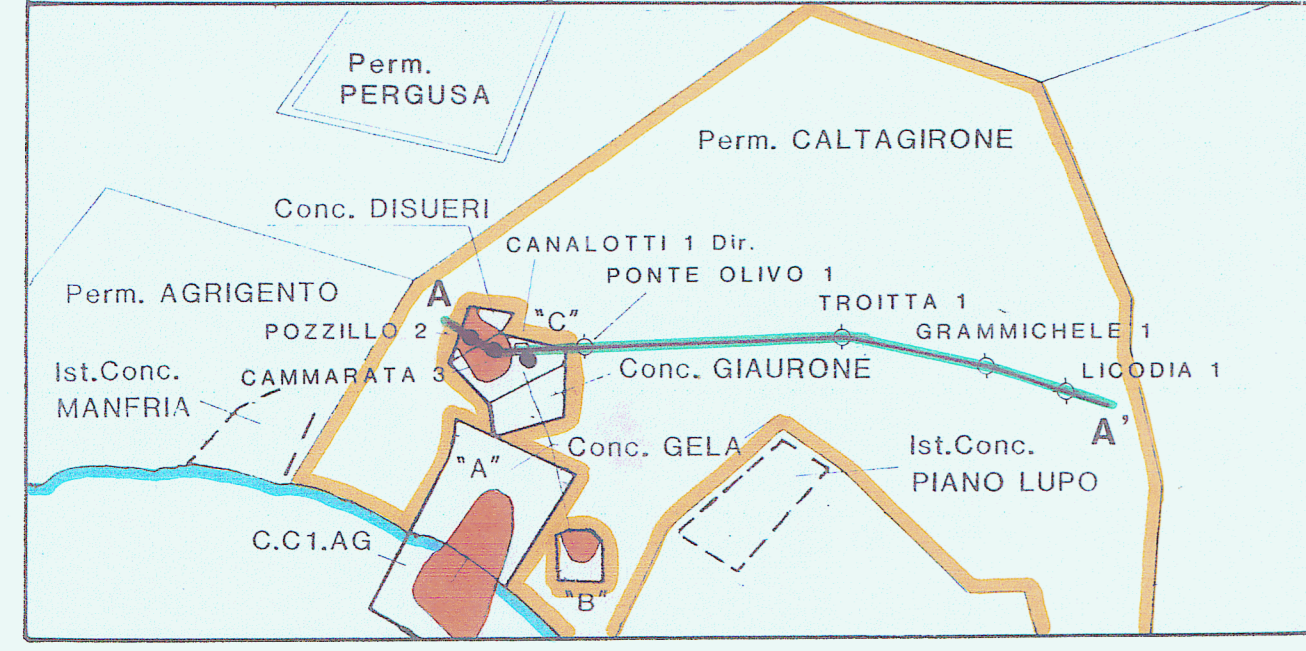 Perm.
PERGUSA
Perm. CALTAGIRONE
Conc. DISUERI
CANALOTTI 1 Dir.
PONTE OLIVO 1
Perm. AGRIGENTO
A
"C"
TROITTA 1
POZZILLO 2
GRAMMICHELE 1
Ist.Conc.
MANFRIA
CAMMARATA 3
Conc. GIAURONE
LICODIA 1
A'
"A"
Conc. GELA
Ist.Conc.
PIANO LUPO
C.C1.AG
"B"